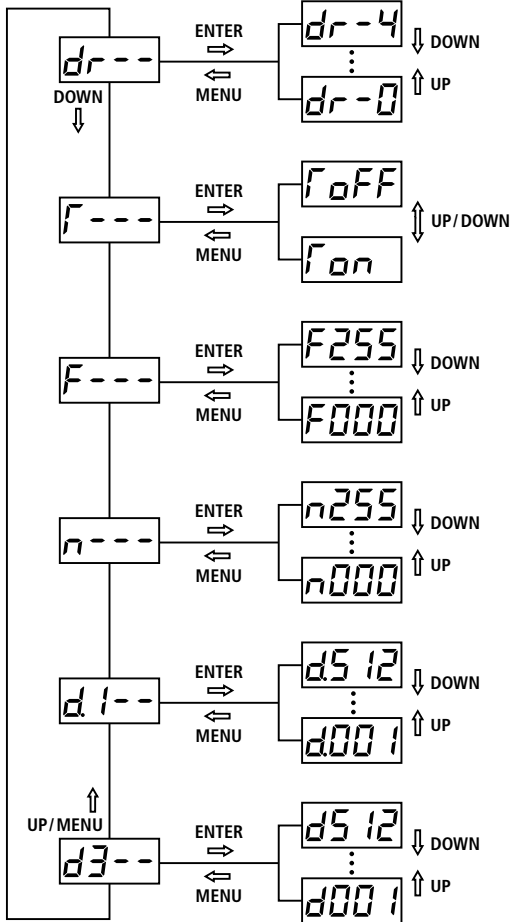 dr-4
ENTER
DOWN
dr--
MENU
UP
DOWN
dr-0
ENTER
ToFF
T---
UP/DOWN
MENU
Ton
ENTER
F255
DOWN
F---
MENU
UP
F000
ENTER
n255
DOWN
n---
MENU
UP
n000
ENTER
d.512
DOWN
d.1--
MENU
UP
d.001
UP/MENU
ENTER
d512
DOWN
d3--
MENU
UP
d001